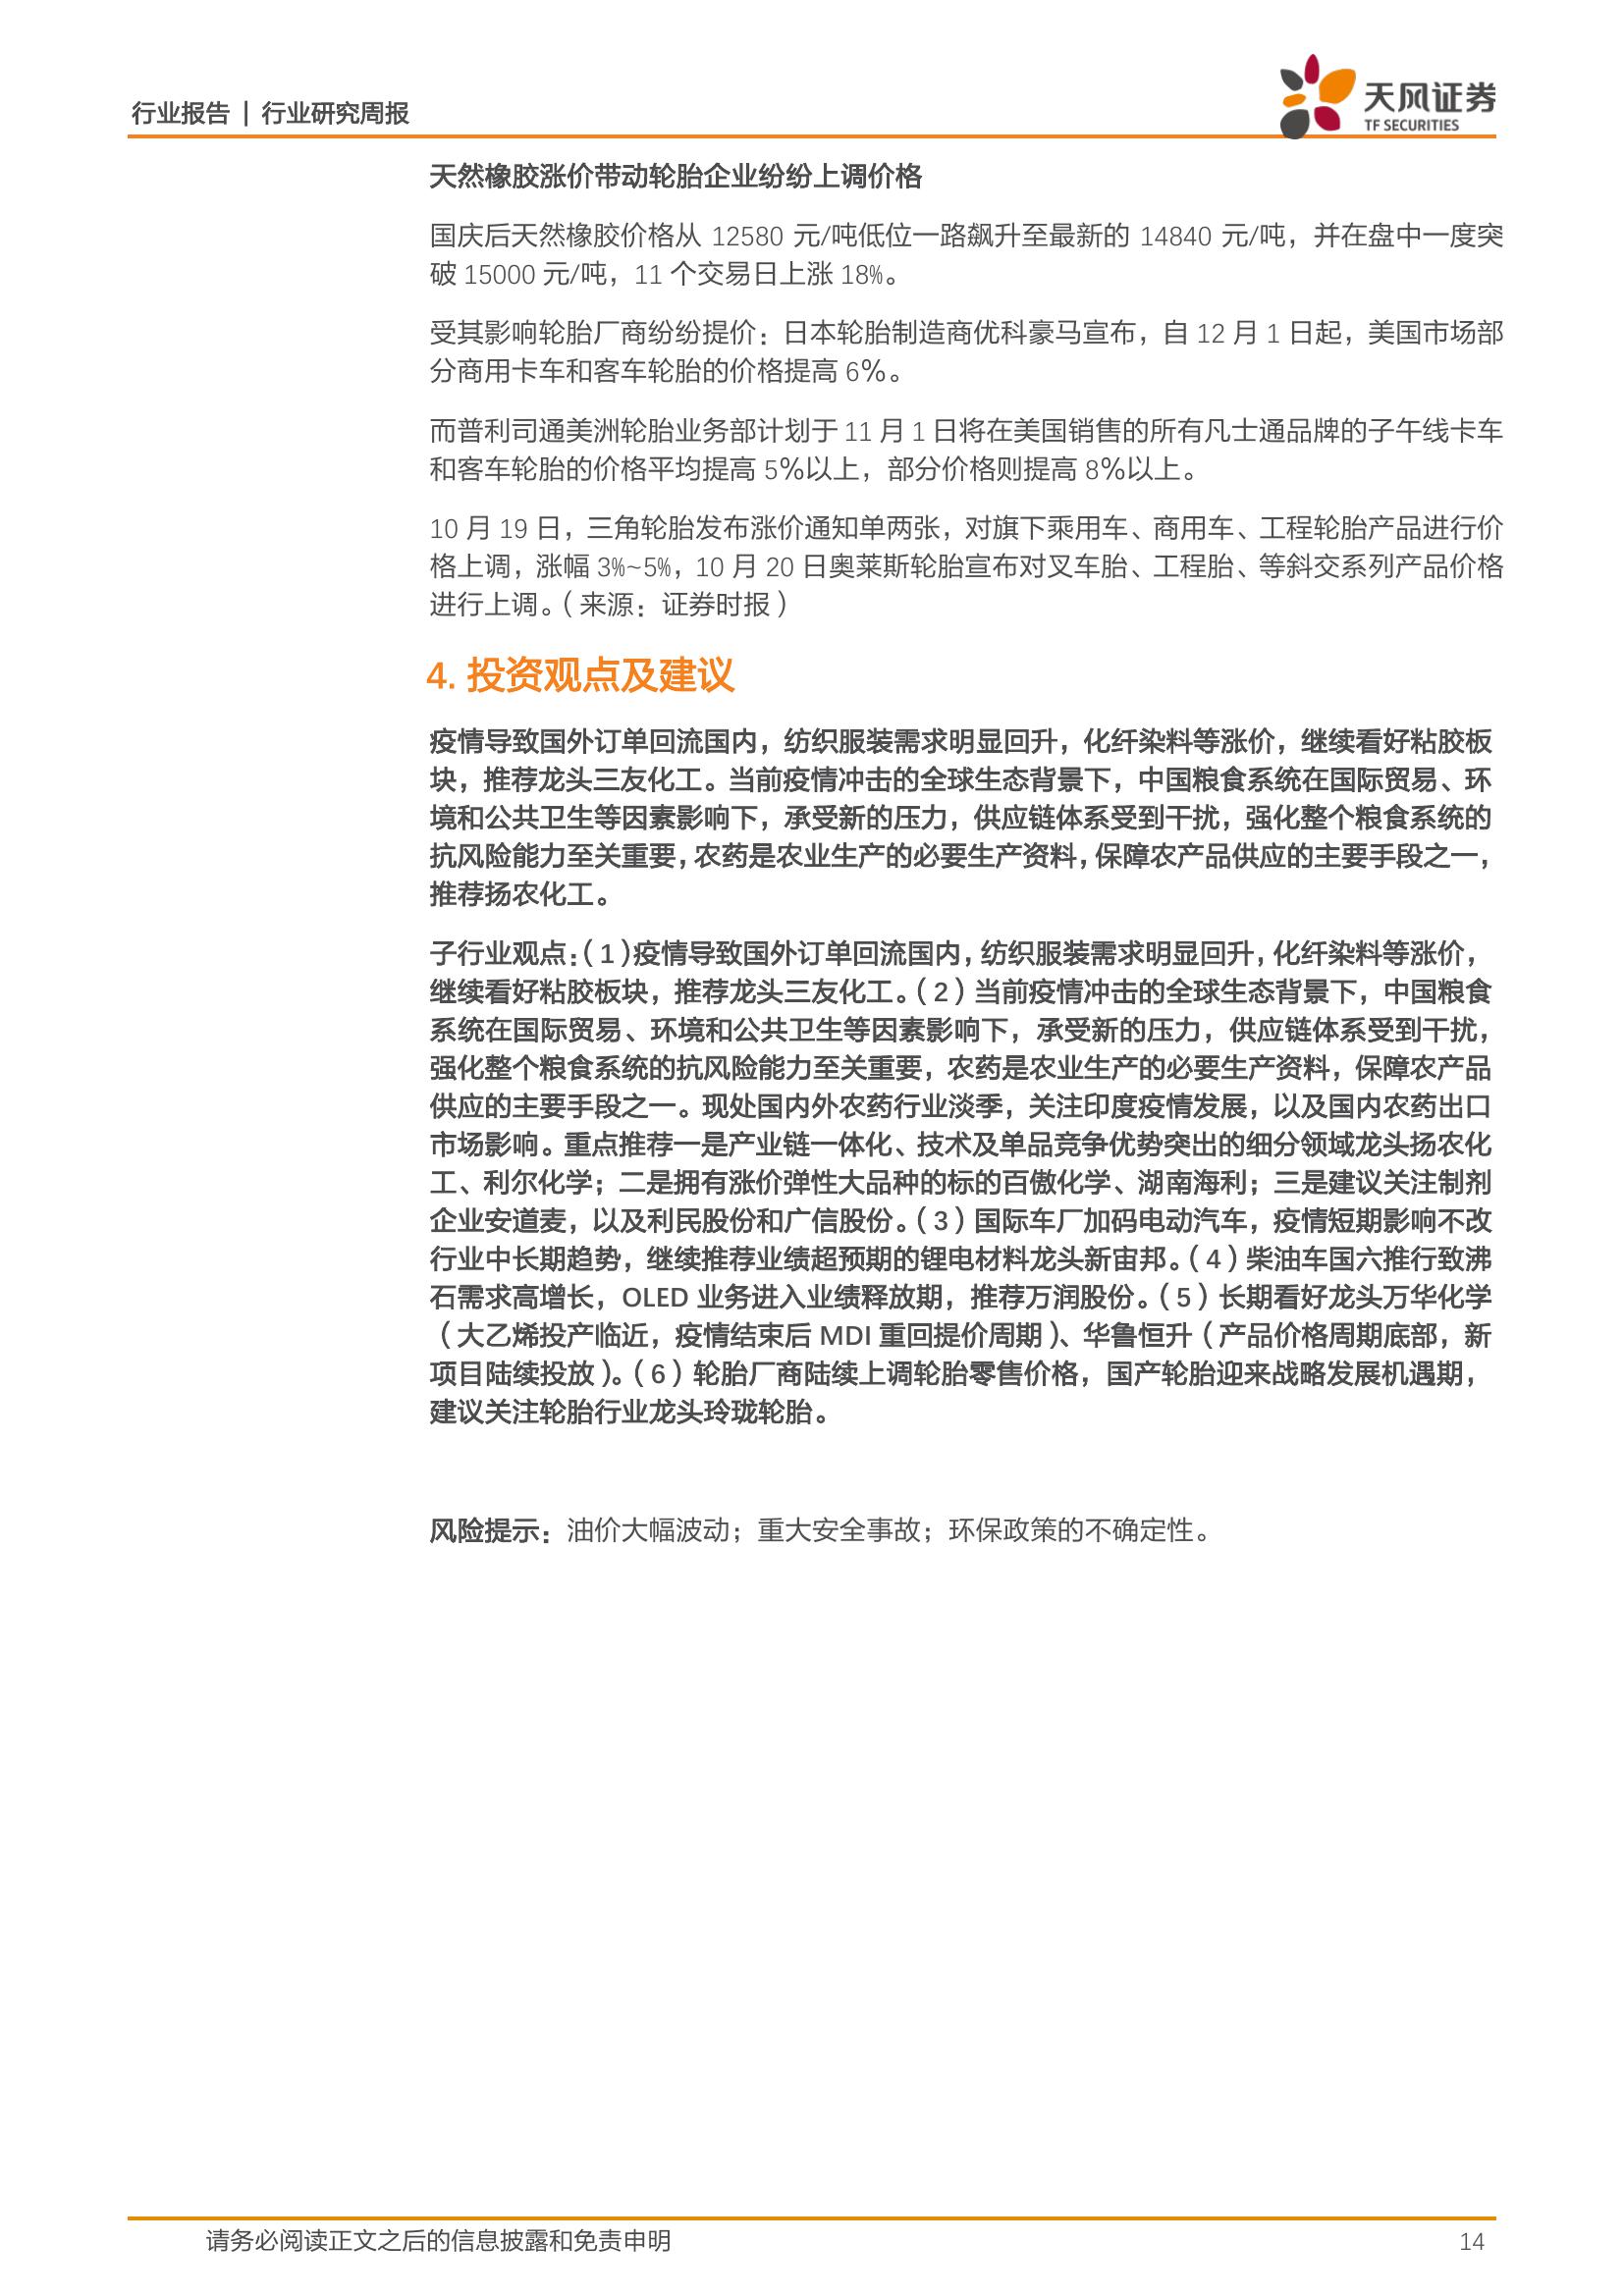 行业报告 | 行业研究周报
天风证券
TF SECURITIES
天然橡胶涨价带动轮胎企业纷纷上调价格
国庆后天然橡胶价格从 12580 元/吨低位一路飙升至最新的 14840 元/吨，并在盘中一度突
破 15000 元/吨，11 个交易日上涨 18%。
受其影响轮胎厂商纷纷提价：日本轮胎制造商优科豪马宣布，自 12 月 1 日起，美国市场部
分商用卡车和客车轮胎的价格提高 6%。
而普利司通美洲轮胎业务部计划于 11 月 1 日将在美国销售的所有凡士通品牌的子午线卡车
和客车轮胎的价格平均提高 5%以上，部分价格则提高 8%以上。
10 月 19 日，三角轮胎发布涨价通知单两张，对旗下乘用车、商用车、工程轮胎产品进行价
格上调，涨幅 3%~5%，10 月 20 日奥莱斯轮胎宣布对叉车胎、工程胎、等斜交系列产品价格
进行上调。（来源：证券时报）
4. 投资观点及建议
疫情导致国外订单回流国内，纺织服装需求明显回升，化纤染料等涨价，继续看好粘胶板
块，推荐龙头三友化工。当前疫情冲击的全球生态背景下，中国粮食系统在国际贸易、环
境和公共卫生等因素影响下，承受新的压力，供应链体系受到干扰，强化整个粮食系统的
抗风险能力至关重要，农药是农业生产的必要生产资料，保障农产品供应的主要手段之一，
推荐扬农化工。
子行业观点：（1）疫情导致国外订单回流国内，纺织服装需求明显回升，化纤染料等涨价，
继续看好粘胶板块，推荐龙头三友化工。（2）当前疫情冲击的全球生态背景下，中国粮食
系统在国际贸易、环境和公共卫生等因素影响下，承受新的压力，供应链体系受到干扰，
强化整个粮食系统的抗风险能力至关重要，农药是农业生产的必要生产资料，保障农产品
供应的主要手段之一。现处国内外农药行业淡季，关注印度疫情发展，以及国内农药出口
市场影响。重点推荐一是产业链一体化、技术及单品竞争优势突出的细分领域龙头扬农化
工、利尔化学；二是拥有涨价弹性大品种的标的百傲化学、湖南海利；三是建议关注制剂
企业安道麦，以及利民股份和广信股份。（3）国际车厂加码电动汽车，疫情短期影响不改
行业中长期趋势，继续推荐业绩超预期的锂电材料龙头新宙邦。（4）柴油车国六推行致沸
石需求高增长，OLED 业务进入业绩释放期，推荐万润股份。（5）长期看好龙头万华化学
（大乙烯投产临近，疫情结束后 MDI 重回提价周期）、华鲁恒升（产品价格周期底部，新
项目陆续投放）。（6）轮胎厂商陆续上调轮胎零售价格，国产轮胎迎来战略发展机遇期，
建议关注轮胎行业龙头玲珑轮胎。
风险提示：油价大幅波动；重大安全事故；环保政策的不确定性。
请务必阅读正文之后的信息披露和免责申明
14